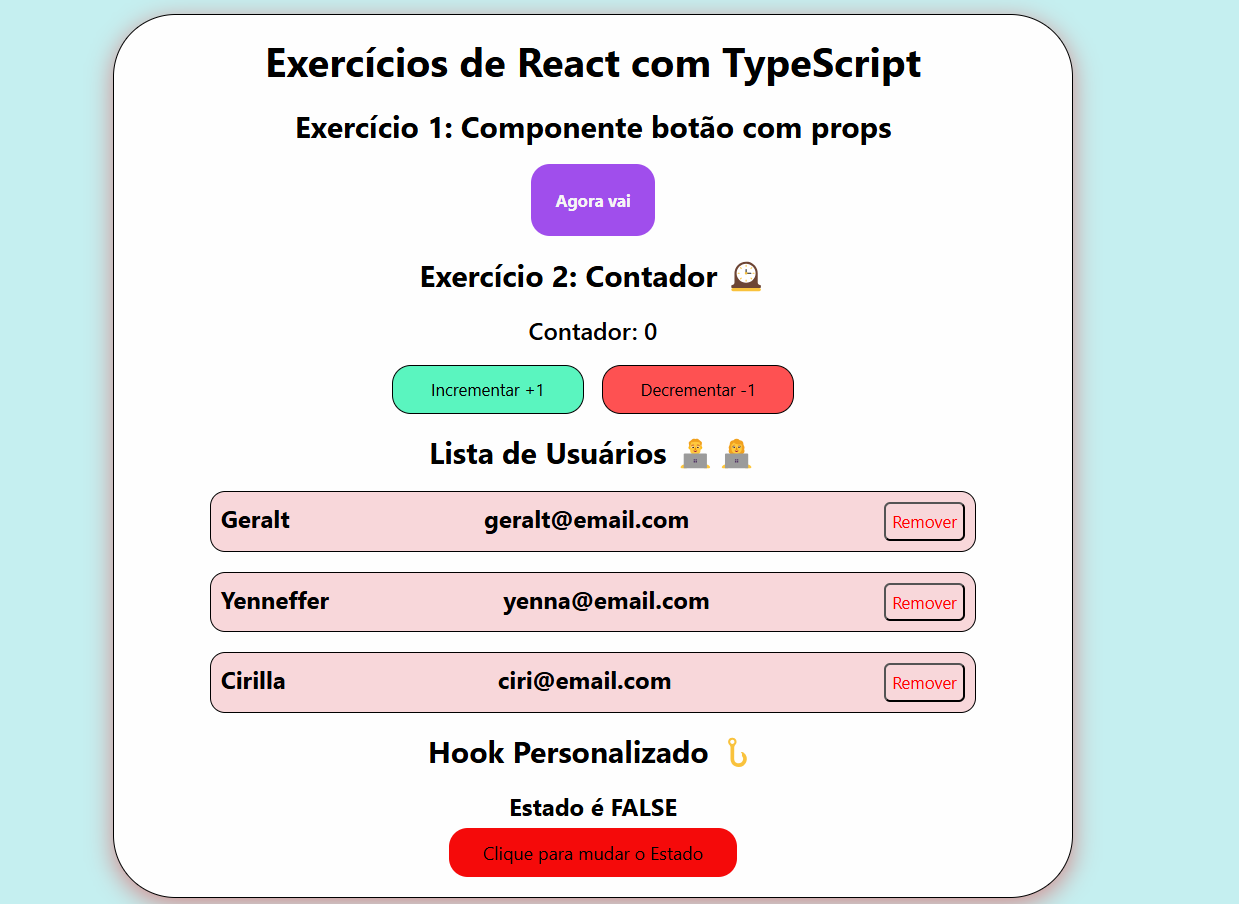 Exercícios de React com TypeScript
Exercício 1: Componente botão com props
Agora vai
Exercício 2: Contador 🕰️
Contador: 0
Incrementar +1 Decrementar -1
Lista de Usuários 👨‍💻 👩‍💻
Geralt geralt@email.com Remover
Yenneffer yenna@email.com Remover
Cirilla ciri@email.com Remover
Hook Personalizado 🪝
Estado é FALSE
Clique para mudar o Estado